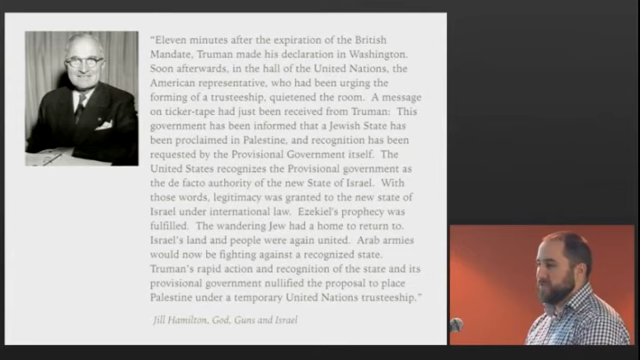 “Eleven minutes after the expiration of the British
Mandate, Truman made his declaration in Washington.
Soon afterwards, in the hall of the United Nations, the
American representative, who had been urging the
forming of a trusteeship, quietened the room.  A message
on ticker-tape had just been received from Truman:  This
government has been informed that a Jewish State has
been proclaimed in Palestine, and recognition has been
requested by the Provisional Government itself.  The
United States recognizes the Provisional government as
the de facto authority of the new State of Israel.  With
those words, legitimacy was granted to the new state of
Israel under international law.  Ezekiel's prophecy was
fulfilled.  The wandering Jew had a home to return to.
Israel's land and people were again united.  Arab armies
would now be fighting against a recognized state.
Truman's rapid action and recognition of the state and its
provisional government nullified the proposal to place
Palestine under a temporary United Nations trusteeship.”
Jill Hamilton, God, Guns and Israel